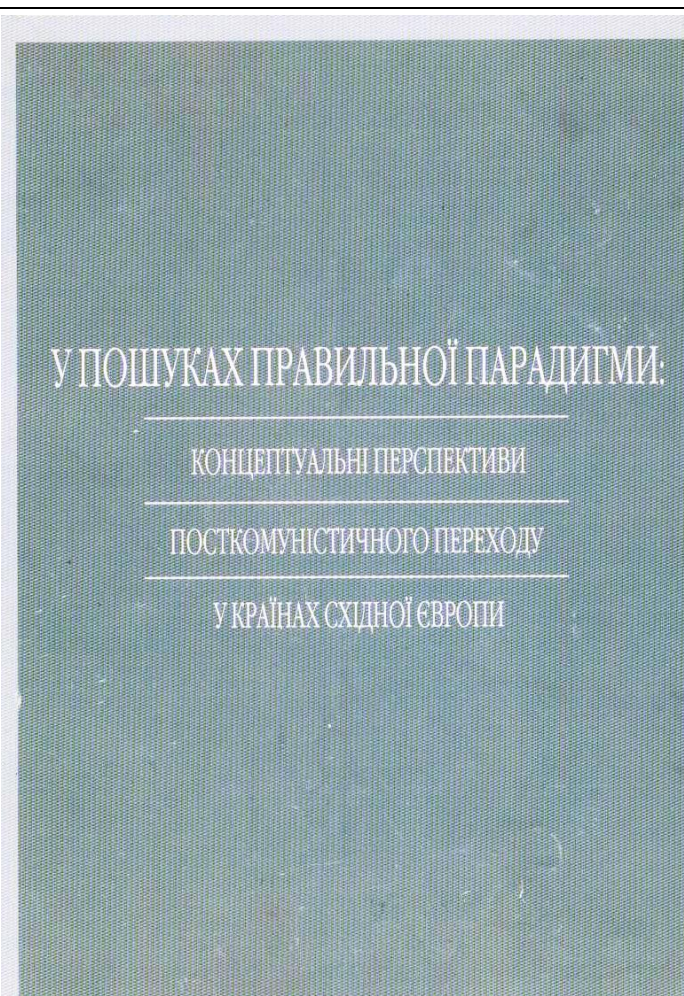 У ПОШУКАХ ПРАВИЛЬНОЇ ПАРАДИГМИ:
КОНЦЕПТУАЛЬНІ ПЕРСПЕКТИВИ
ПОСТКОМУНІСТИЧНОГО ПЕРЕХОДУ
У КРАЇНАХ СХІДНОЇ ЄВРОПИ